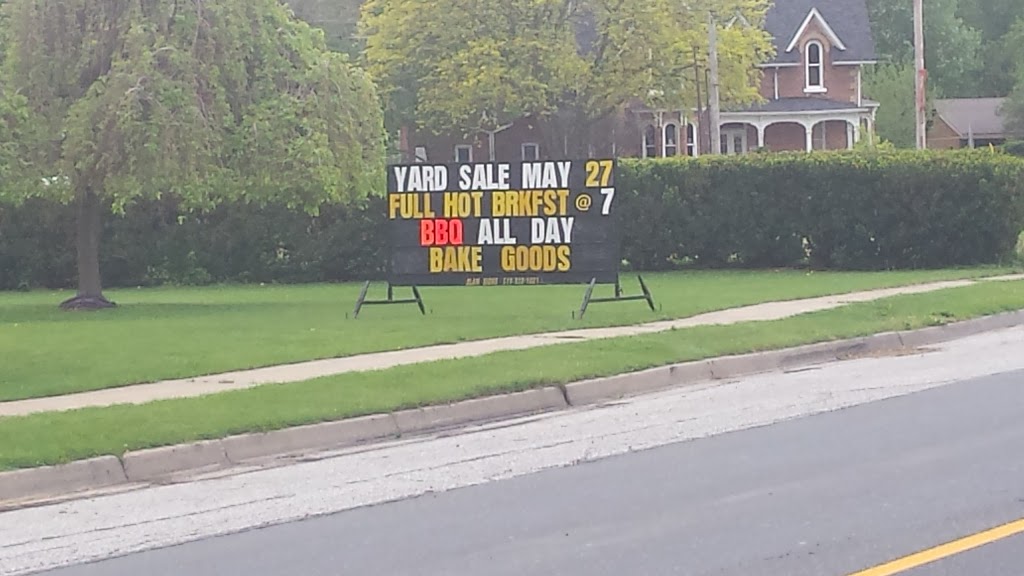 YARD SALE MAY 27
FULL HOT BRKFST @ 7
BBQ ALL DAY
BAKE GOODS